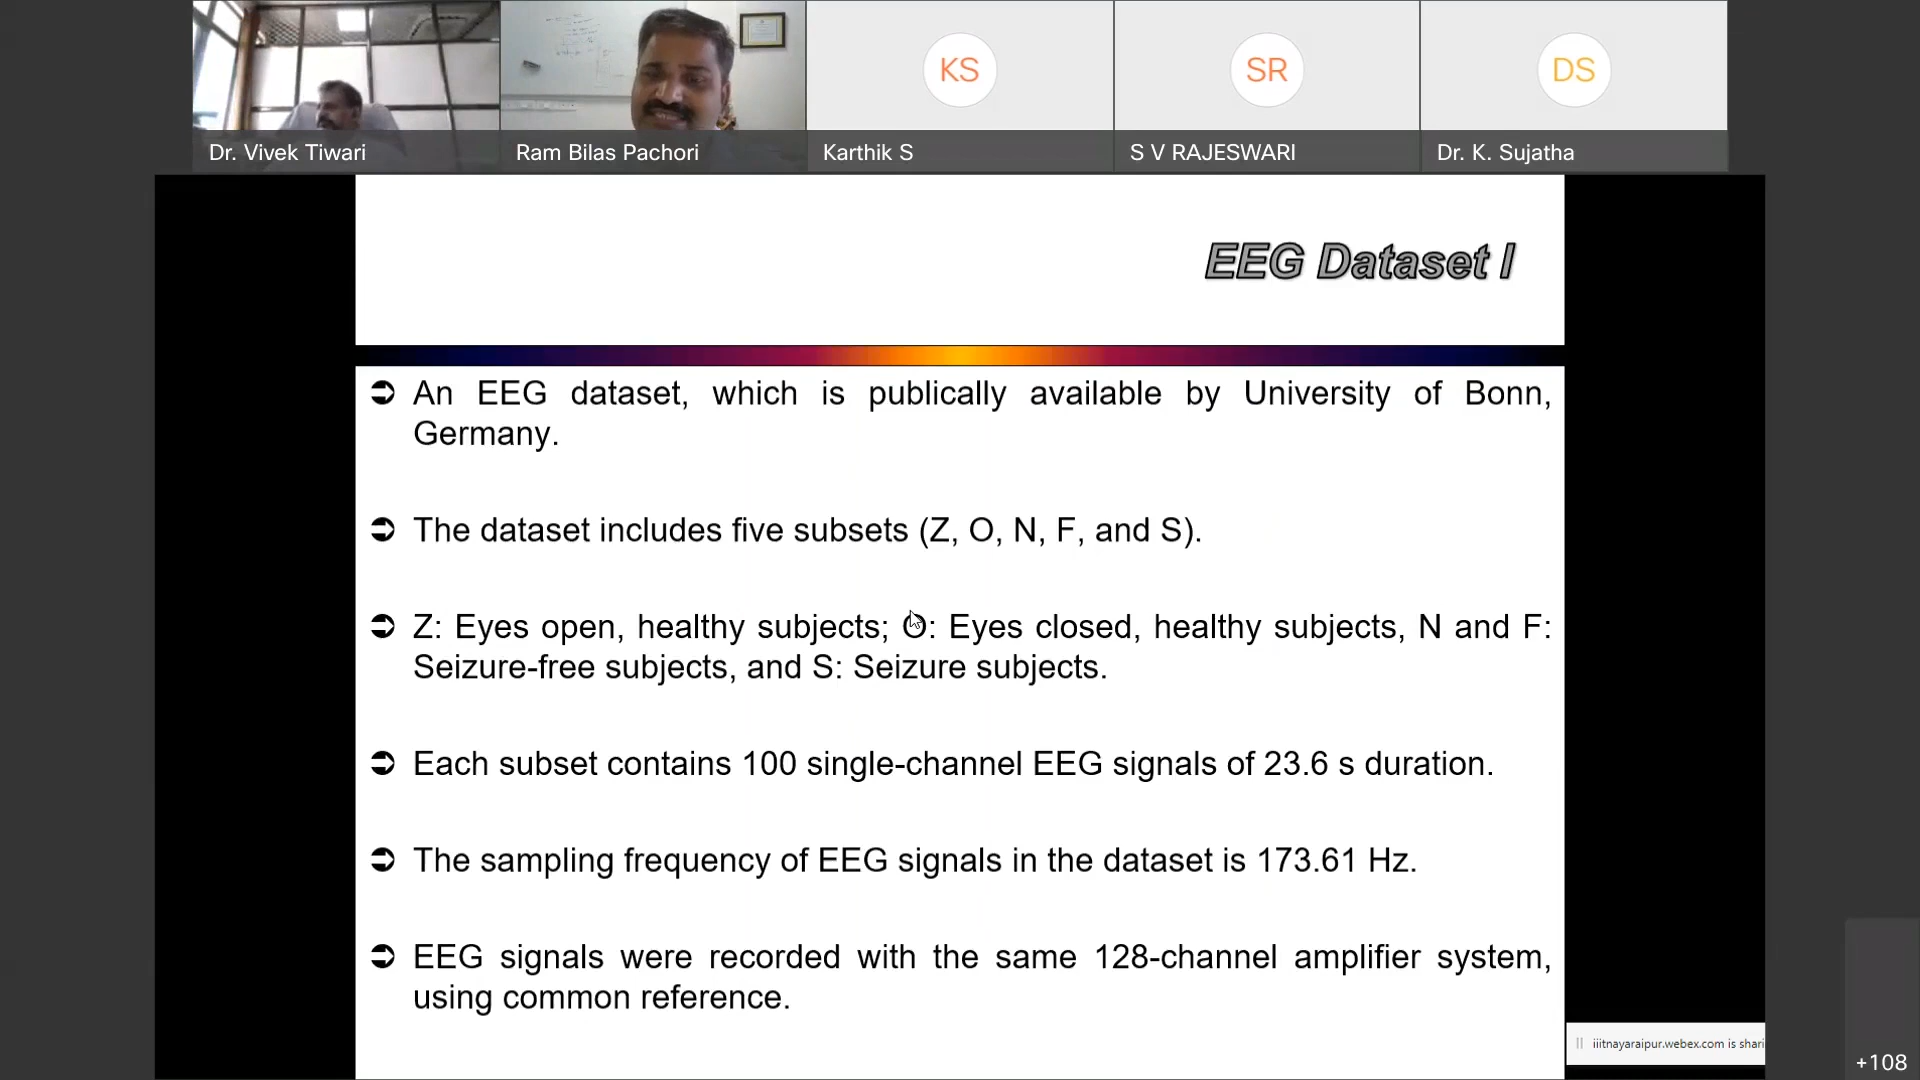 KS
SR
DS
Dr. Vivek Tiwari
Ram Bilas Pachori
Karthik S
S V RAJESWARI
Dr. K. Sujatha
EEG Dataset I
An EEG dataset, which is publically available by University of Bonn,
Germany.
The dataset includes five subsets (Z, O, N, F, and S).
Z: Eyes open, healthy subjects; O: Eyes closed, healthy subjects, N and F:
Seizure-free subjects, and S: Seizure subjects.
Each subset contains 100 single-channel EEG signals of 23.6 s duration.
The sampling frequency of EEG signals in the dataset is 173.61 Hz.
EEG signals were recorded with the same 128-channel amplifier system,
using common reference.
iiitnayaraipur.webex.com is shari
+108